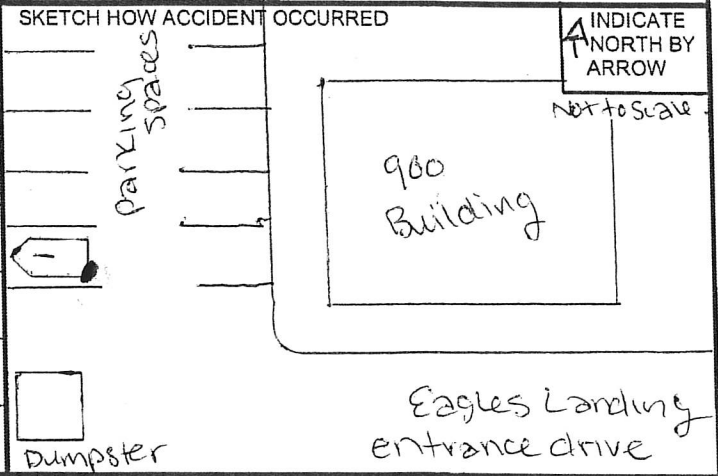 SKETCH HOW ACCIDENT OCCURRED
INDICATE
NORTH BY
ARROW
Not to Scale
parking
spaces
900
Building
1
Eagles Landing
entrance drive
Dumpster